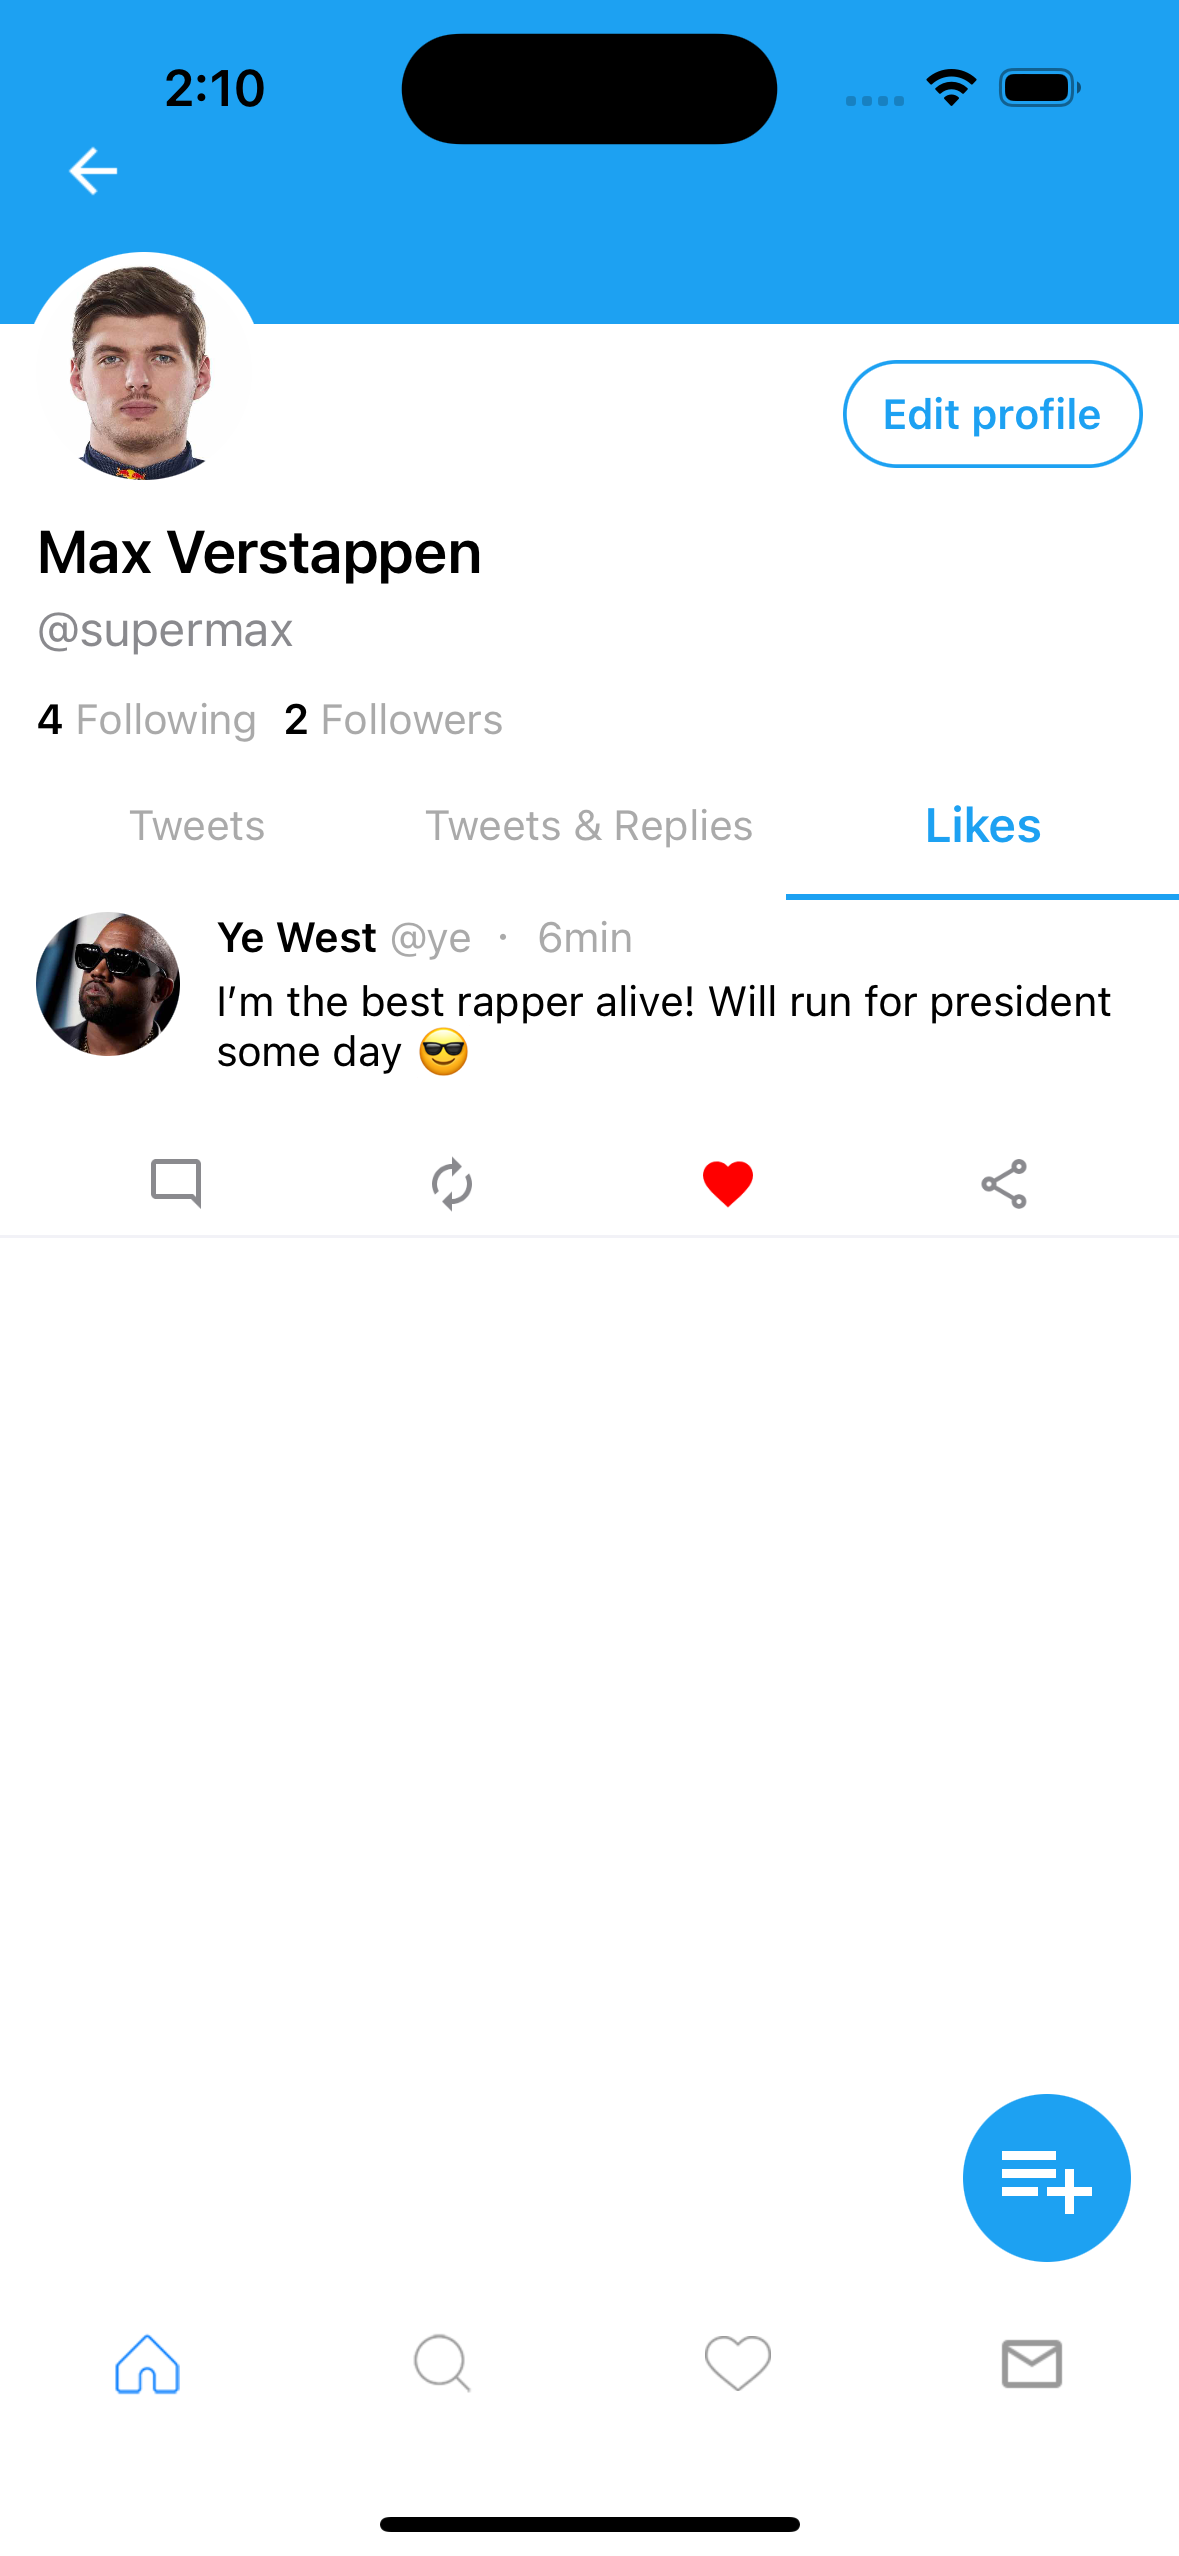 2:10
Edit profile
Max Verstappen
@supermax
4 Following 2 Followers
Tweets Tweets & Replies Likes
Ye West @ye · 6min
I'm the best rapper alive! Will run for president
some day 😎